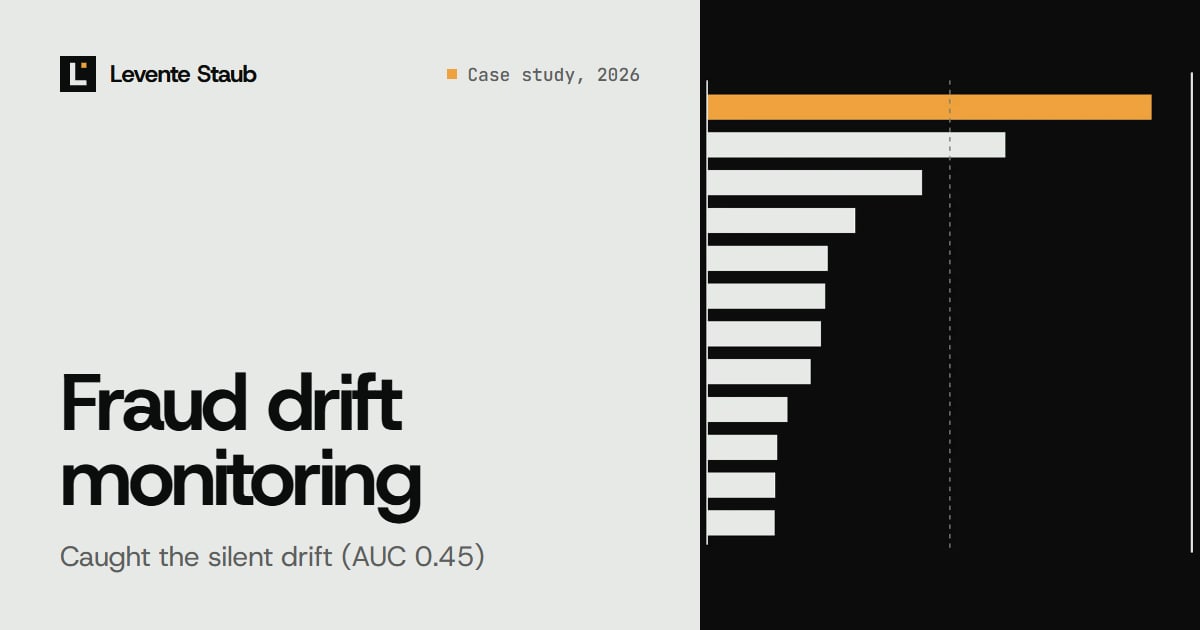 Levente Staub
Case study, 2026
Fraud drift
monitoring
Caught the silent drift (AUC 0.45)